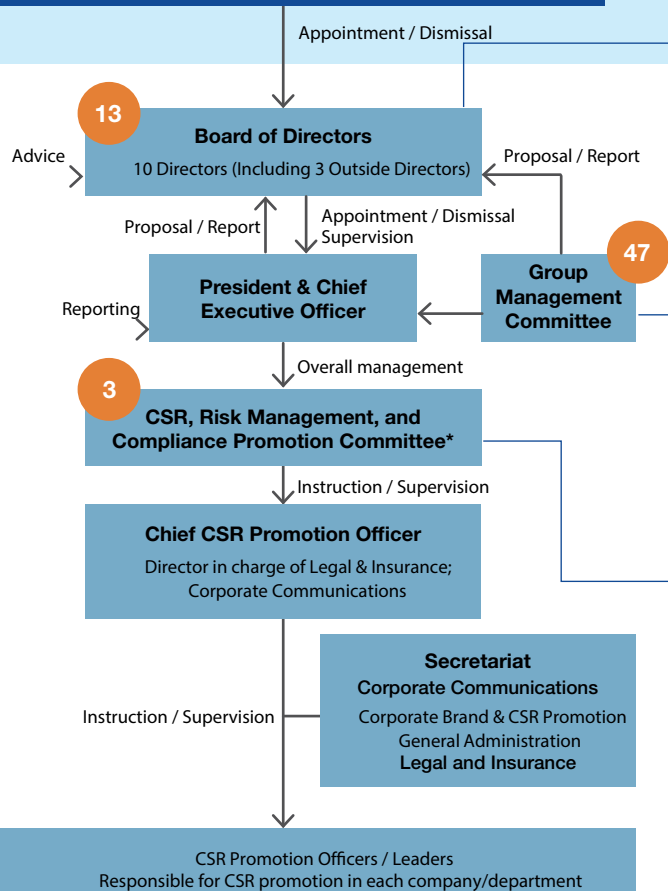 Appointment / Dismissal
13
Board of Directors
10 Directors (Including 3 Outside Directors)
Advice
Proposal / Report
Proposal / Report
Appointment / Dismissal
Supervision
47
Group
Management
Committee
President & Chief
Executive Officer
Reporting
Overall management
3
CSR, Risk Management, and
Compliance Promotion Committee*
Instruction / Supervision
Chief CSR Promotion Officer
Director in charge of Legal & Insurance;
Corporate Communications
Secretariat
Corporate Communications
Corporate Brand & CSR Promotion
General Administration
Legal and Insurance
Instruction / Supervision
CSR Promotion Officers / Leaders
Responsible for CSR promotion in each company/department